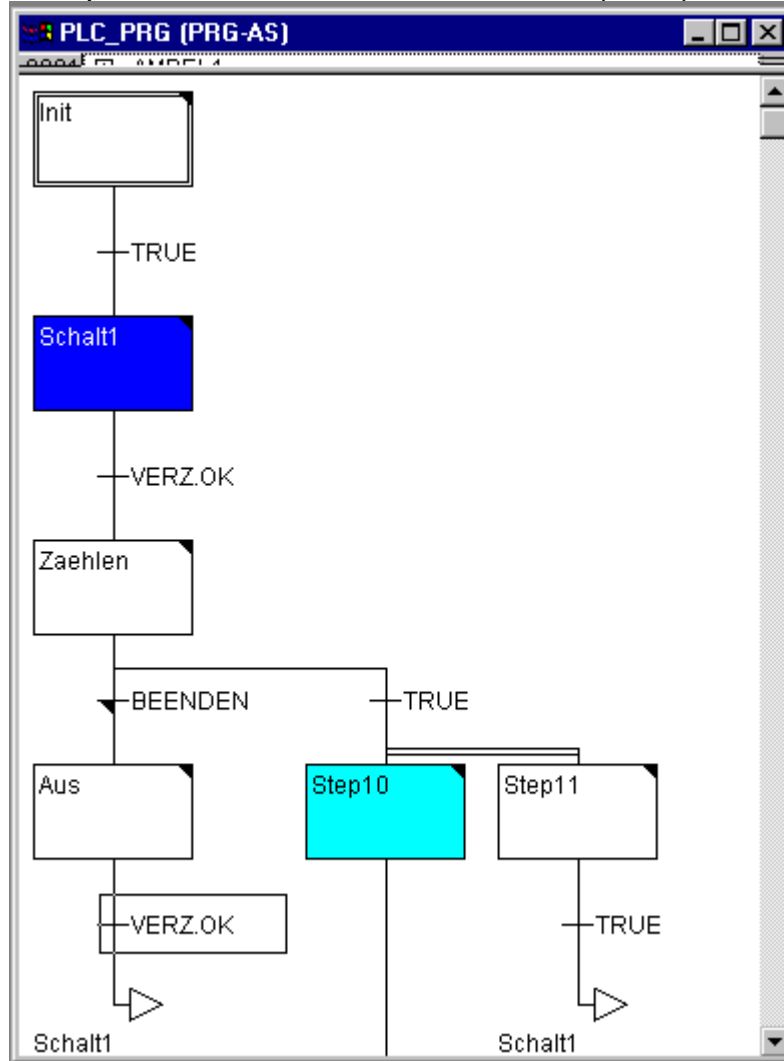 PLC_PRG (PRG-AS)
Init
TRUE
Schalt1
VERZ.OK
Zaehlen
BEENDEN
TRUE
Aus
Step10
Step11
VERZ.OK
TRUE
Schalt1
Schalt1